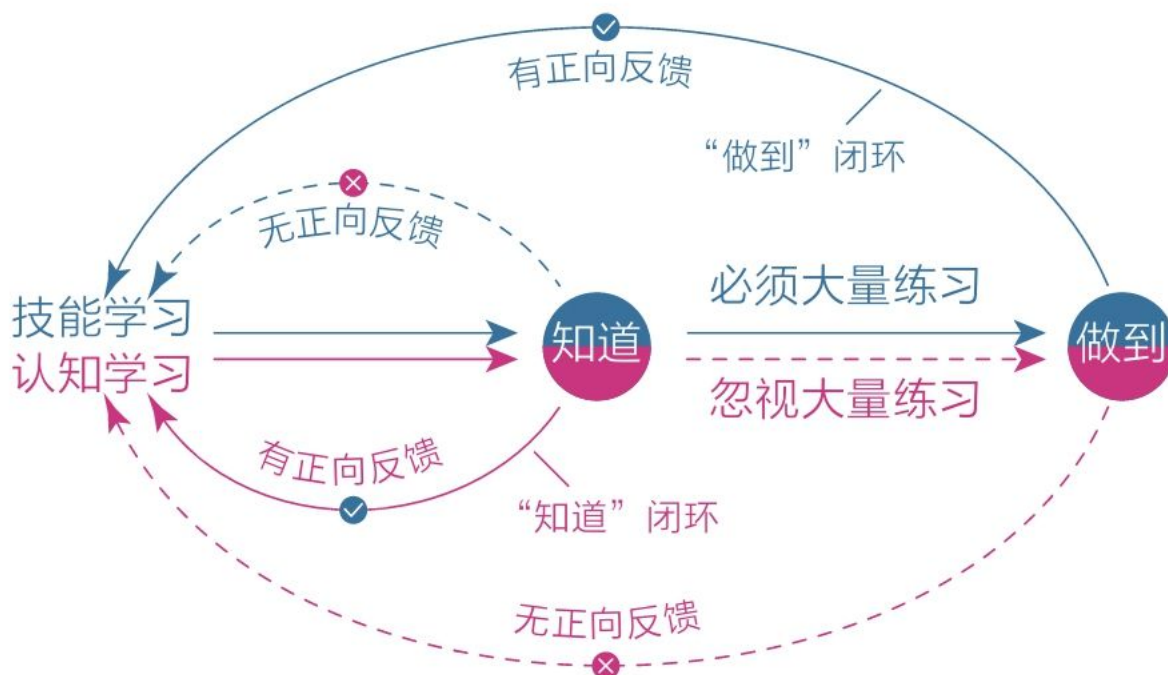 有正向反馈
“做到”闭环
无正向反馈
必须大量练习
技能学习
知道
做到
认知学习
忽视大量练习
有正向反馈
“知道”闭环
无正向反馈